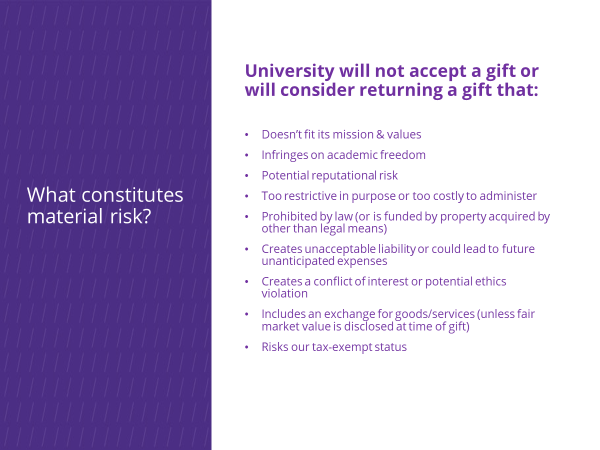 What constitutes
material risk?
University will not accept a gift or
will consider returning a gift that:
• Doesn't fit its mission & values
• Infringes on academic freedom
• Potential reputational risk
• Too restrictive in purpose or too costly to administer
• Prohibited by law (or is funded by property acquired by
other than legal means)
• Creates unacceptable liability or could lead to future
unanticipated expenses
• Creates a conflict of interest or potential ethics
violation
• Includes an exchange for goods/services (unless fair
market value is disclosed at time of gift)
• Risks our tax-exempt status